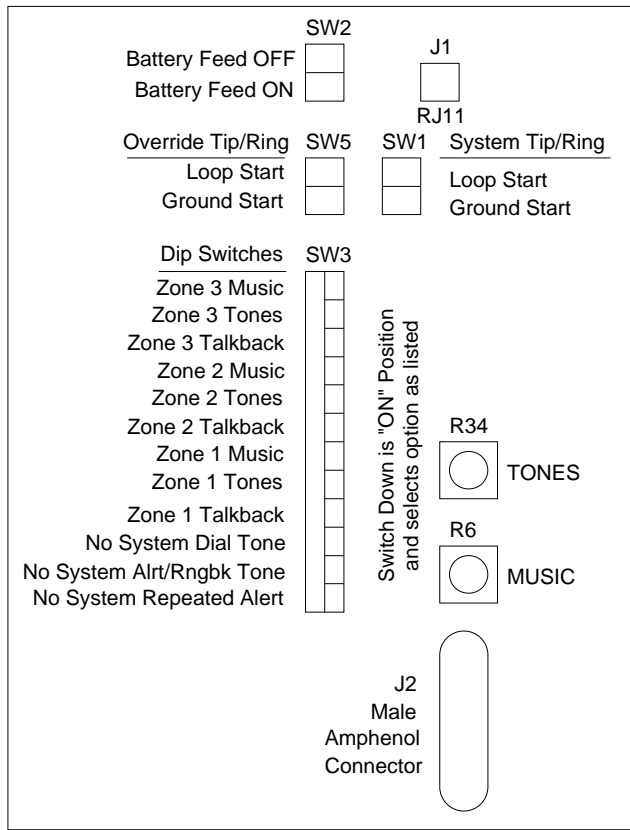 SW2
Battery Feed OFF
Battery Feed ON
J1
RJ11
Override Tip/Ring
SW5
SW1
System Tip/Ring
Loop Start
Ground Start
Loop Start
Ground Start
Dip Switches
SW3
Zone 3 Music
Zone 3 Tones
Zone 3 Talkback
Zone 2 Music
Zone 2 Tones
Zone 2 Talkback
Zone 1 Music
Zone 1 Tones
Zone 1 Talkback
No System Dial Tone
No System Alrt/Rngbk Tone
No System Repeated Alert
Switch Down is "ON" Position
and selects option as listed
R34
TONES
R6
MUSIC
J2
Male
Amphenol
Connector